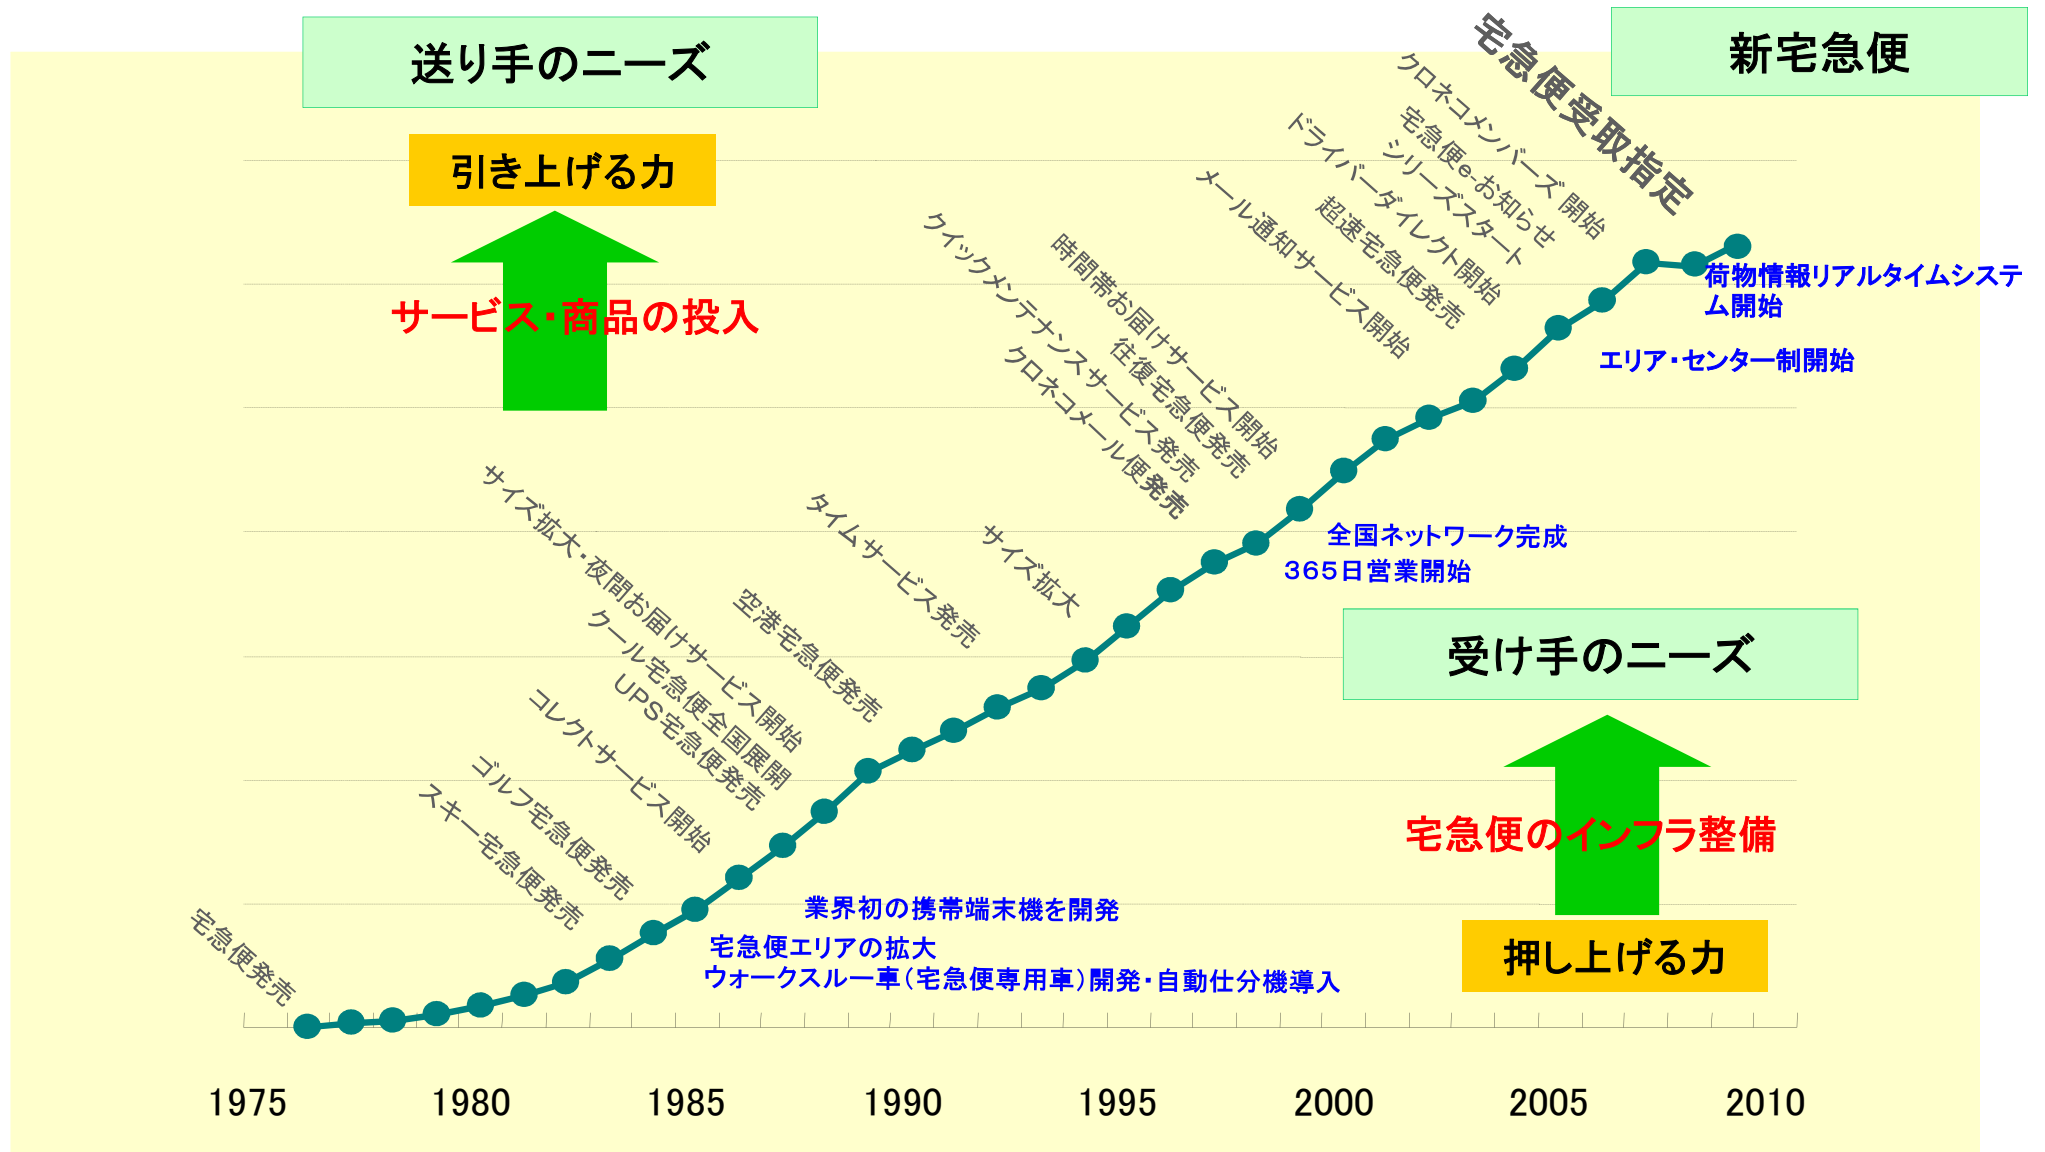 送り手のニーズ
新宅急便
引き上げる力
サービス・商品の投入
宅急便受取指定
クロネコメンバーズ 開始
宅急便e-お知らせ
シリーズスタート
ドライバーダイレクト開始
超速宅急便発売
メール通知サービス開始
時間帯お届けサービス開始
往復宅急便発売
クイックメンテナンスサービス発売
クロネコメール便発売
サイズ拡大
タイムサービス発売
空港宅急便発売
サイズ拡大・夜間お届けサービス開始
クール宅急便全国展開
UPS宅急便発売
コレクトサービス開始
ゴルフ宅急便発売
スキー宅急便発売
宅急便発売
荷物情報リアルタイムシステ
ム開始
エリア・センター制開始
全国ネットワーク完成
365日営業開始
受け手のニーズ
宅急便のインフラ整備
押し上げる力
業界初の携帯端末機を開発
宅急便エリアの拡大
ウォークスルー車(宅急便専用車)開発・自動仕分機導入
1975 1980 1985 1990 1995 2000 2005 2010